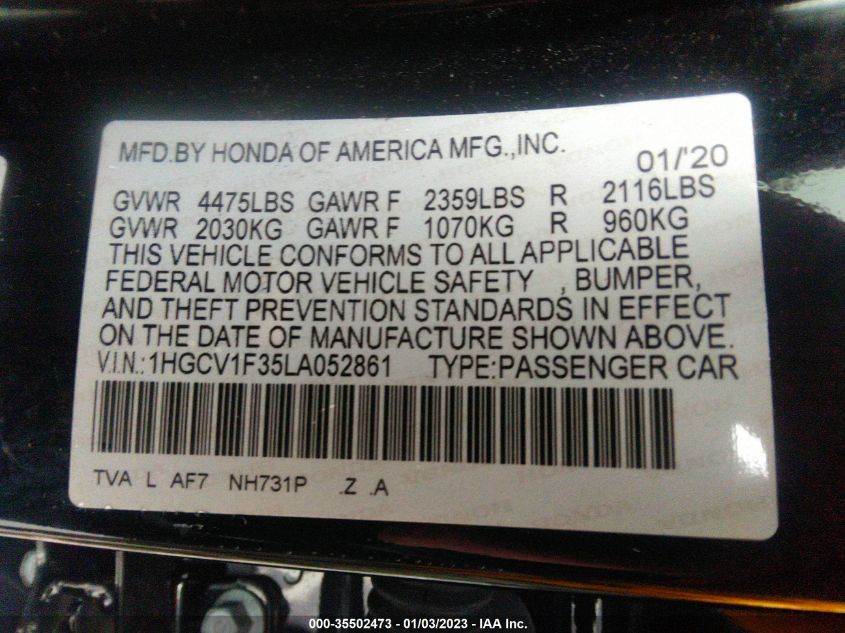 MFD.BY HONDA OF AMERICA MFG.,INC. 01/'20
GVWR 4475LBS GAWR F 2359LBS R 2116LBS
GVWR 2030KG GAWR F 1070KG R 960KG
THIS VEHICLE CONFORMS TO ALL APPLICABLE
FEDERAL MOTOR VEHICLE SAFETY , BUMPER,
AND THEFT PREVENTION STANDARDS IN EFFECT
ON THE DATE OF MANUFACTURE SHOWN ABOVE.
V.I.N.:1HGCV1F35LA052861 TYPE:PASSENGER CAR
TVA L AF7 NH731P .Z .A
000-35502473 — 01/03/2023 — IAA Inc.